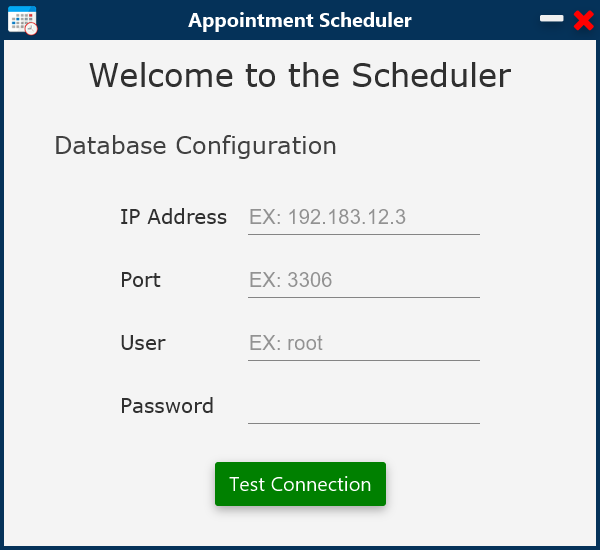 Appointment Scheduler
Welcome to the Scheduler
Database Configuration
IP Address EX: 192.183.12.3
Port EX: 3306
User EX: root
Password
Test Connection